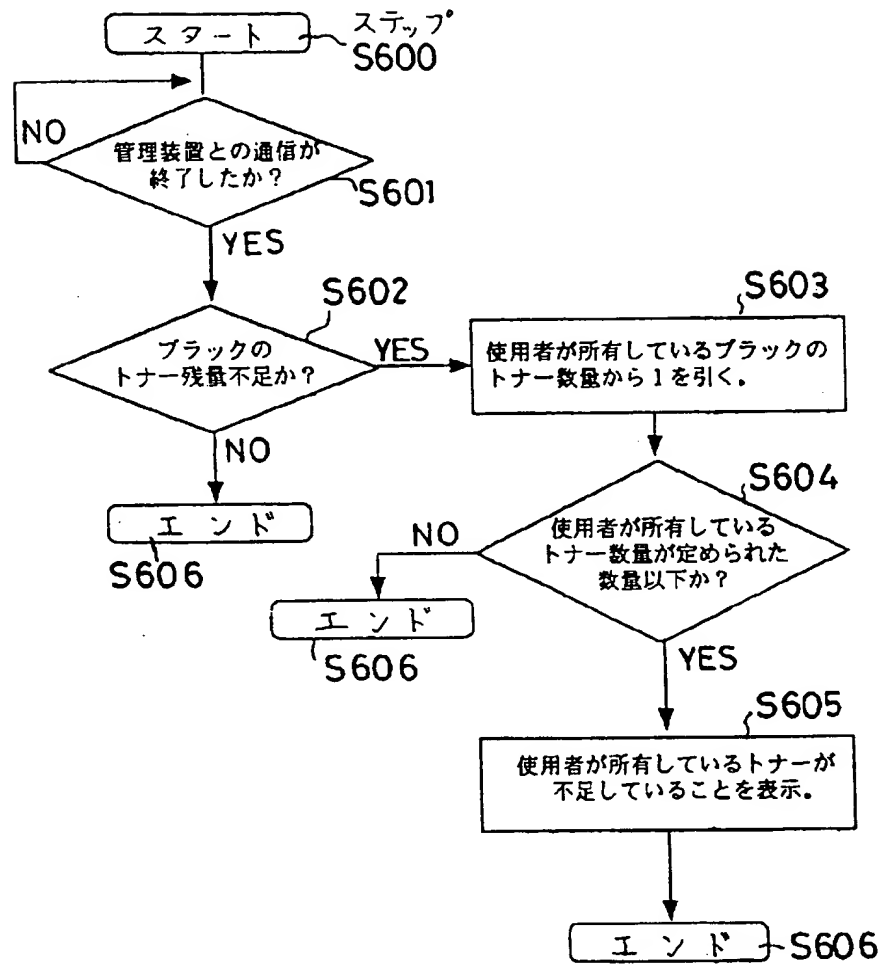 スタート
ステップ
S600
NO
管理装置との通信が
終了したか？
S601
YES
S602
ブラックの
トナー残量不足か？
YES
S603
使用者が所有しているブラックの
トナー数量から1を引く。
NO
エンド
S606
S604
使用者が所有している
トナー数量が定められた
数量以下か？
NO
エンド
S606
YES
S605
使用者が所有しているトナーが
不足していることを表示。
エンド
S606